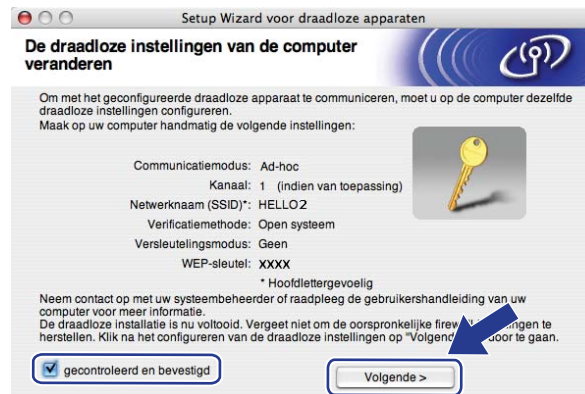 Setup Wizard voor draadloze apparaten
De draadloze instellingen van de computer
veranderen
Om met het geconfigureerde draadloze apparaat te communiceren, moet u op de computer dezelfde
draadloze instellingen configureren.
Maak op uw computer handmatig de volgende instellingen:
Communicatiemodus: Ad-hoc
Kanaal: 1 (indien van toepassing)
Netwerknaam (SSID)*: HELLO2
Verificatiemethode: Open systeem
Versleutelingsmodus: Geen
WEP-sleutel: XXXX
* Hoofdlettergevoelig
Neem contact op met uw systeembeheerder of raadpleeg de gebruikershandleiding van uw
computer voor meer informatie.
De draadloze installatie is nu voltooid. Vergeet niet om de oorspronkelijke te
herstellen. Klik na het configureren van de draadloze instellingen op "Volgende door te gaan.
gecontroleerd en bevestigd
Volgende >